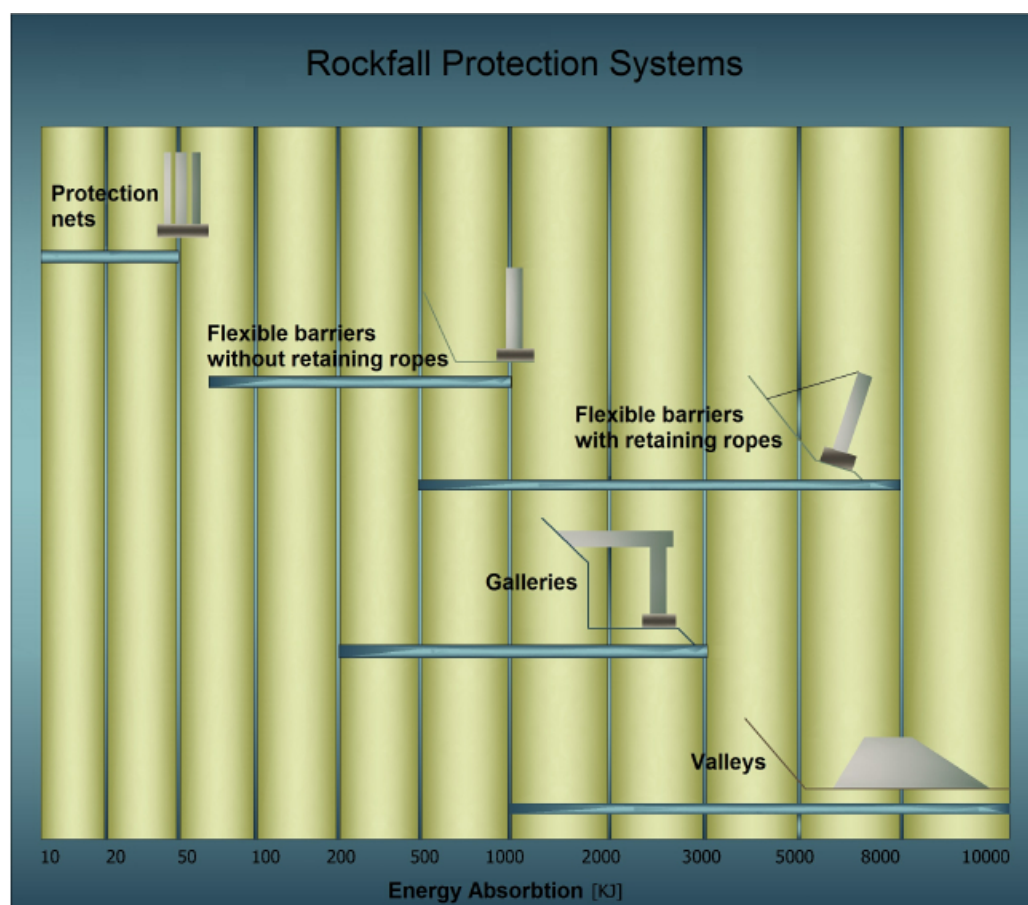 Rockfall Protection Systems
Protection
nets
Flexible barriers
without retaining ropes
Flexible barriers
with retaining ropes
Galleries
Valleys
10 20 50 100 200 500 1000 2000 3000 5000 8000 10000
Energy Absorbtion [KJ]